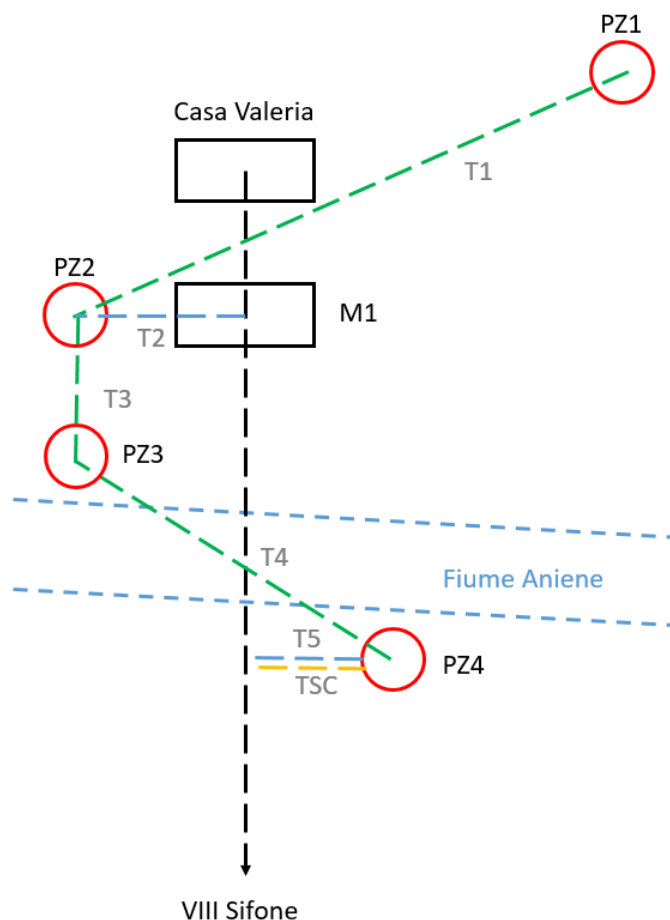 PZ1
Casa Valeria
T1
PZ2
M1
T2
T3
PZ3
T4
Fiume Aniene
T5
PZ4
TSC
VIII Sifone